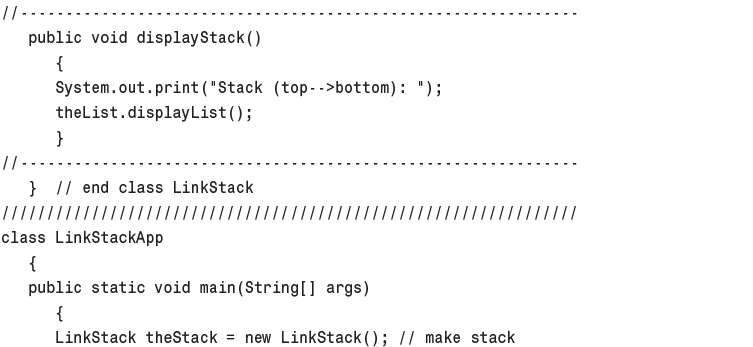 //--------------------------------------------------------------
   public void displayStack()
      {
      System.out.print("Stack (top-->bottom): ");
      theList.displayList();
      }
//--------------------------------------------------------------
   }  // end class LinkStack
////////////////////////////////////////////////////////////////
class LinkStackApp
   {
   public static void main(String[] args)
      {
      LinkStack theStack = new LinkStack(); // make stack